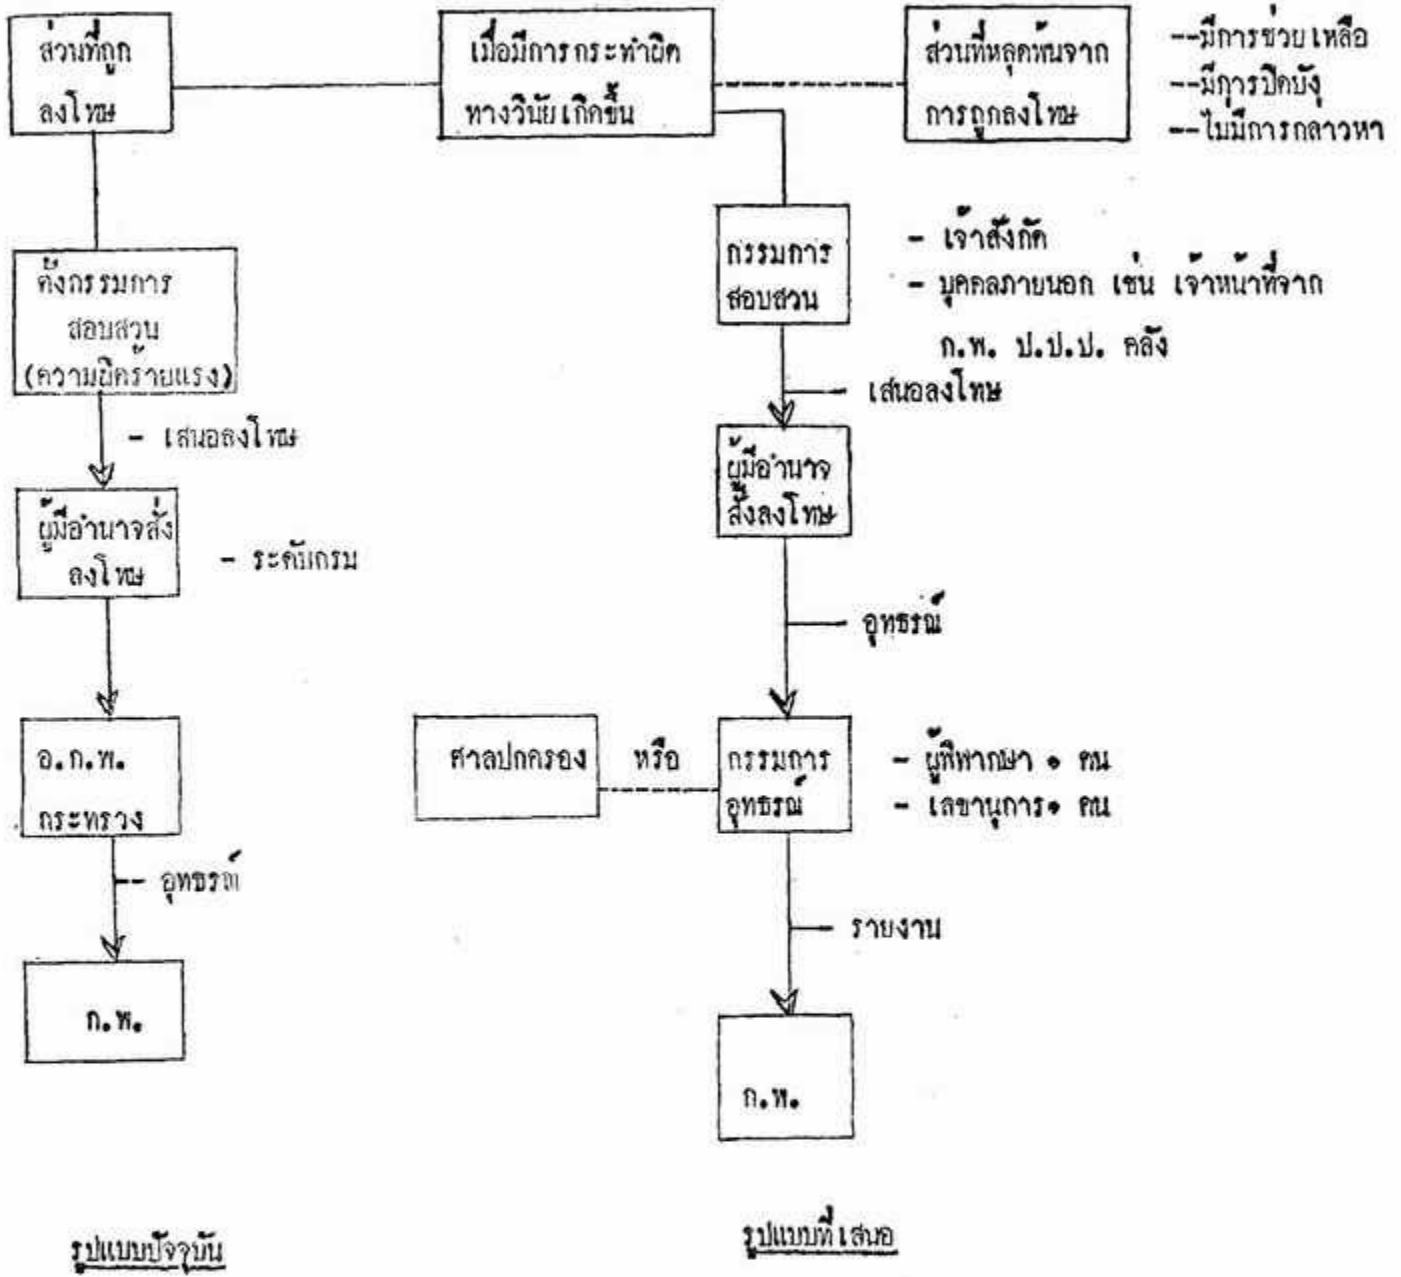 ส่วนที่ถูก
ลงโทษ
เมื่อมีการกระทำผิด
ทางวินัยเกิดขึ้น
ส่วนที่หลุดพ้นจาก
การถูกลงโทษ
--มีการช่วยเหลือ
--มีการปิดบัง
--ไม่มีการกล่าวหา
ตั้งกรรมการ
สอบสวน
(ความผิดร้ายแรง)
- เสนอลงโทษ
ผู้มีอำนาจสั่ง
ลงโทษ
- ระดับกรม
อ.ก.พ.
กระทรวง
-- อุทธรณ์
ก.พ.
รูปแบบปัจจุบัน
กรรมการ
สอบสวน
- เจ้าสังกัด
- บุคคลภายนอก เช่น เจ้าหน้าที่จาก
ก.พ. ป.ป.ป. คลัง
เสนอลงโทษ
ผู้มีอำนาจ
สั่งลงโทษ
อุทธรณ์
ศาลปกครอง หรือ กรรมการ
อุทธรณ์
- ผู้พิพากษา ๑ คน
- เลขานุการ๑ คน
รายงาน
ก.พ.
รูปแบบที่เสนอ